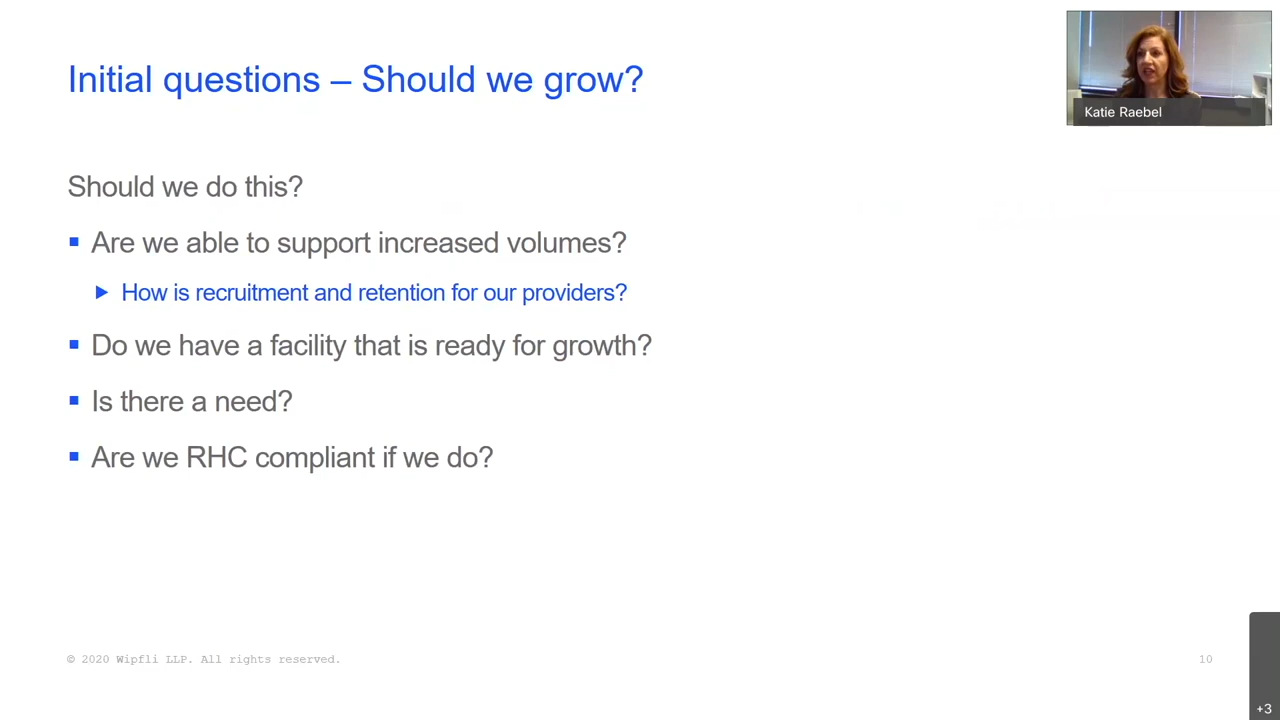 Initial questions – Should we grow?
Katie Raebel
Should we do this?
Are we able to support increased volumes?
How is recruitment and retention for our providers?
Do we have a facility that is ready for growth?
Is there a need?
Are we RHC compliant if we do?
© 2020 Wipfli LLP. All rights reserved.
10
+3